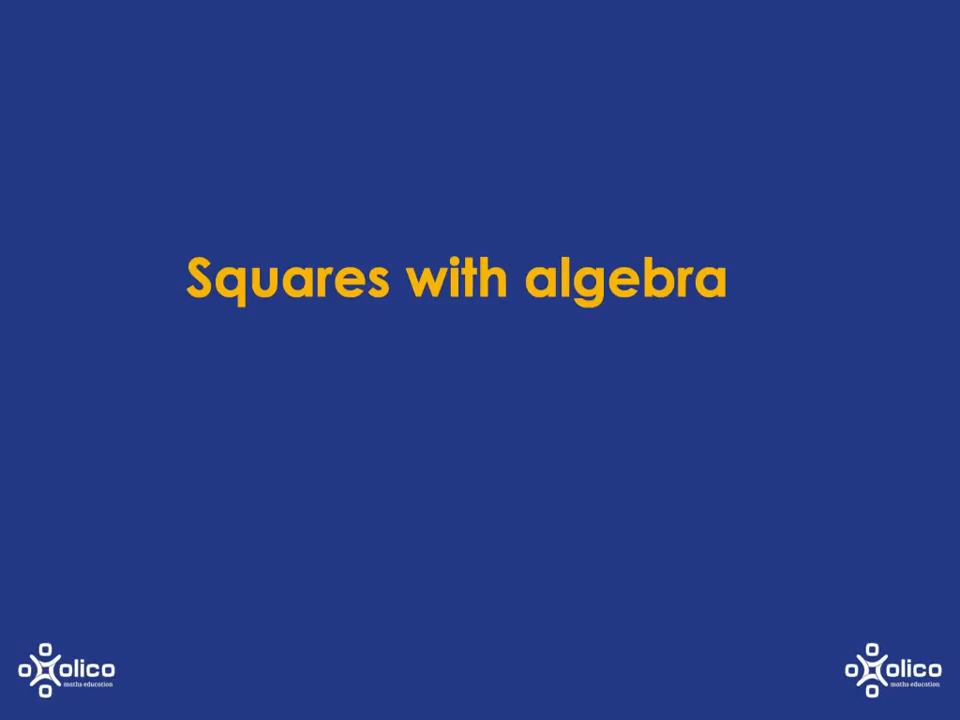 Squares with algebra
olico
maths education
olico
maths education